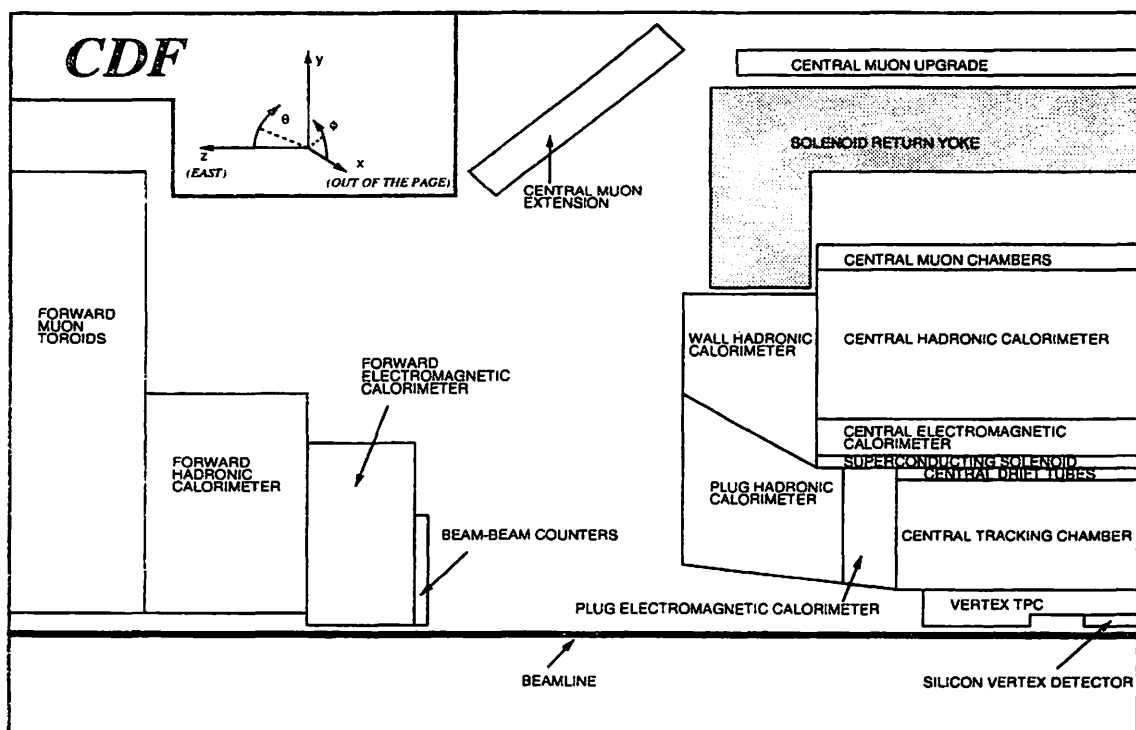 CDF
y
θ
φ
z
x
(EAST)
(OUT OF THE PAGE)
CENTRAL MUON
EXTENSION
CENTRAL MUON UPGRADE
SOLENOID RETURN YOKE
CENTRAL MUON CHAMBERS
FORWARD
MUON
TOROIDS
WALL HADRONIC
CALORIMETER
CENTRAL HADRONIC CALORIMETER
FORWARD
ELECTROMAGNETIC
CALORIMETER
CENTRAL ELECTROMAGNETIC
CALORIMETER
SUPERCONDUCTING SOLENOID
CENTRAL DRIFT TUBES
FORWARD
HADRONIC
CALORIMETER
PLUG HADRONIC
CALORIMETER
BEAM-BEAM COUNTERS
CENTRAL TRACKING CHAMBER
PLUG ELECTROMAGNETIC CALORIMETER
VERTEX TPC
BEAMLINE
SILICON VERTEX DETECTOR